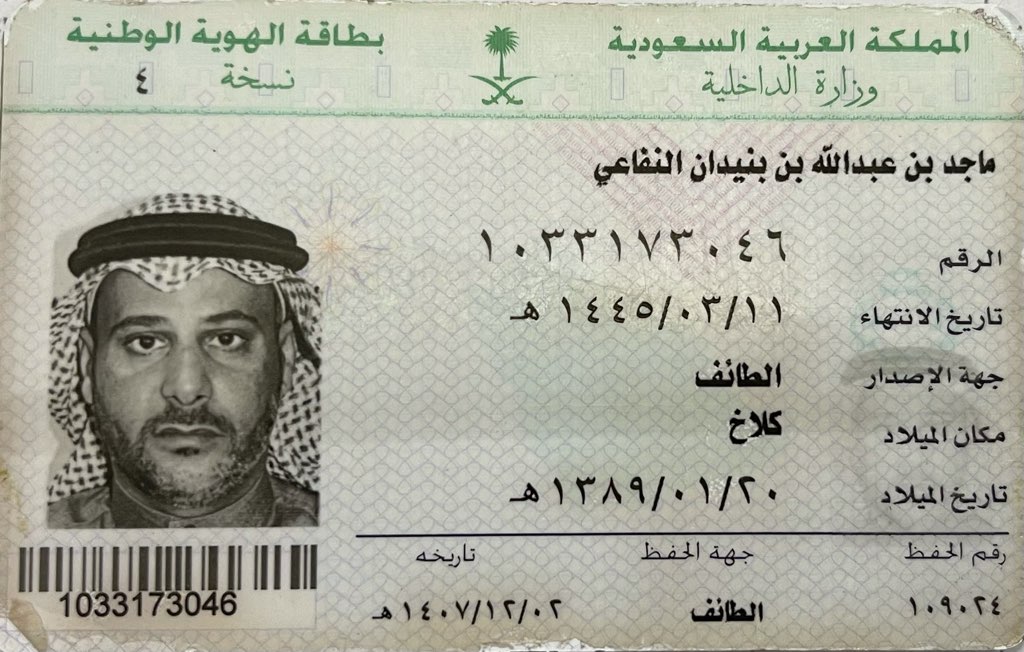 المملكة العربية السعودية
وزارة الداخلية
بطاقة الهوية الوطنية
نسخة ٤
ماجد بن عبدالله بن بنيدان النفاعي
الرقم ١٠٣٣١٧٣٠٤٦
تاريخ الانتهاء ١٤٤٥/٠٣/١١ هـ
جهة الإصدار الطائف
مكان الميلاد كلاخ
تاريخ الميلاد ١٣٨٩/٠١/٢٠ هـ
رقم الحفظ جهة الحفظ تاريخه
١٠٩٠٢٤ الطائف ١٤٠٧/١٢/٠٢ هـ
1033173046